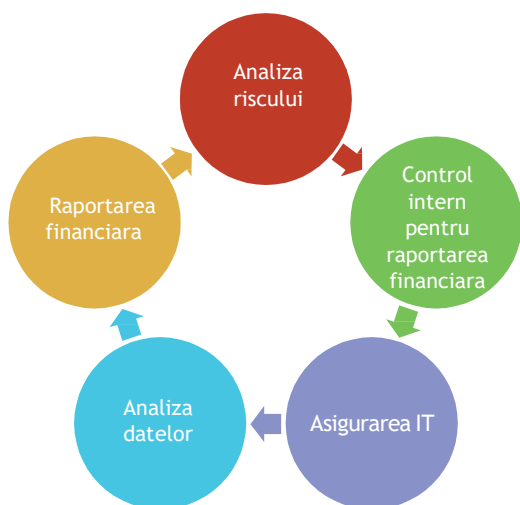 Analiza
riscului
Control
intern
pentru
raportarea
financiara
Asigurarea IT
Analiza
datelor
Raportarea
financiara